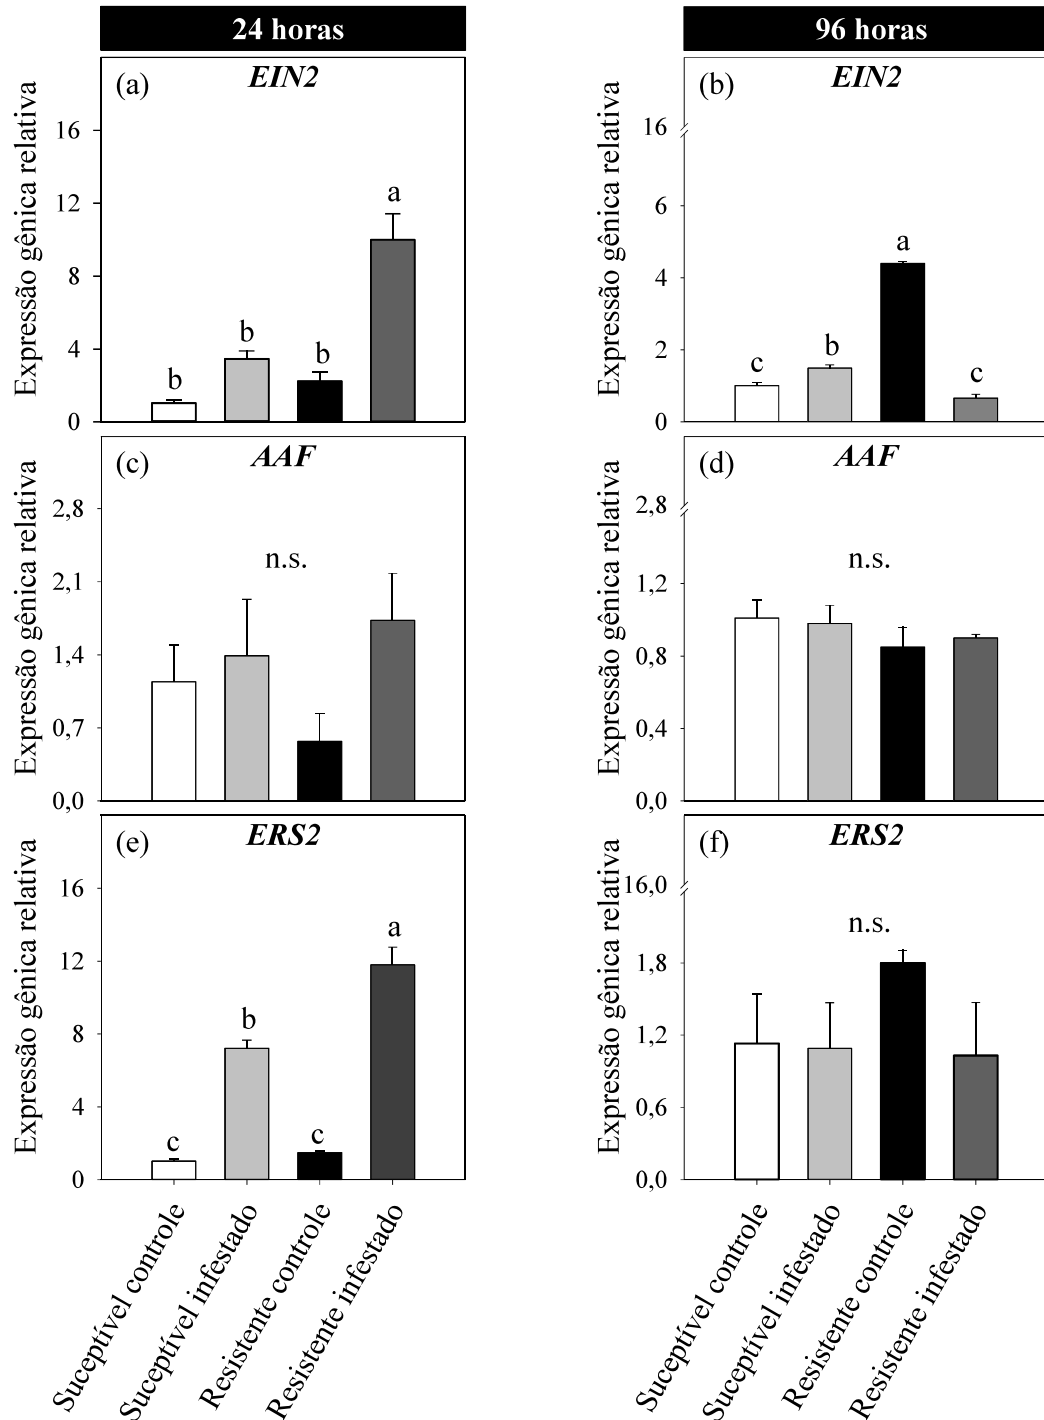 24 horas
96 horas
(a)
EIN2
Expressão gênica relativa
16
12
8
4
0
b
b
b
a
(b)
EIN2
Expressão gênica relativa
16
6
4
2
0
c
b
a
c
(c)
AAF
Expressão gênica relativa
2,8
2,1
1,4
0,7
0,0
n.s.
(d)
AAF
Expressão gênica relativa
2,8
1,2
0,8
0,4
0,0
n.s.
(e)
ERS2
Expressão gênica relativa
16
12
8
4
0
c
b
c
a
Suceptível controle
Suceptível infestado
Resistente controle
Resistente infestado
(f)
ERS2
Expressão gênica relativa
16,0
1,8
1,2
0,6
0,0
n.s.
Suceptível controle
Suceptível infestado
Resistente controle
Resistente infestado